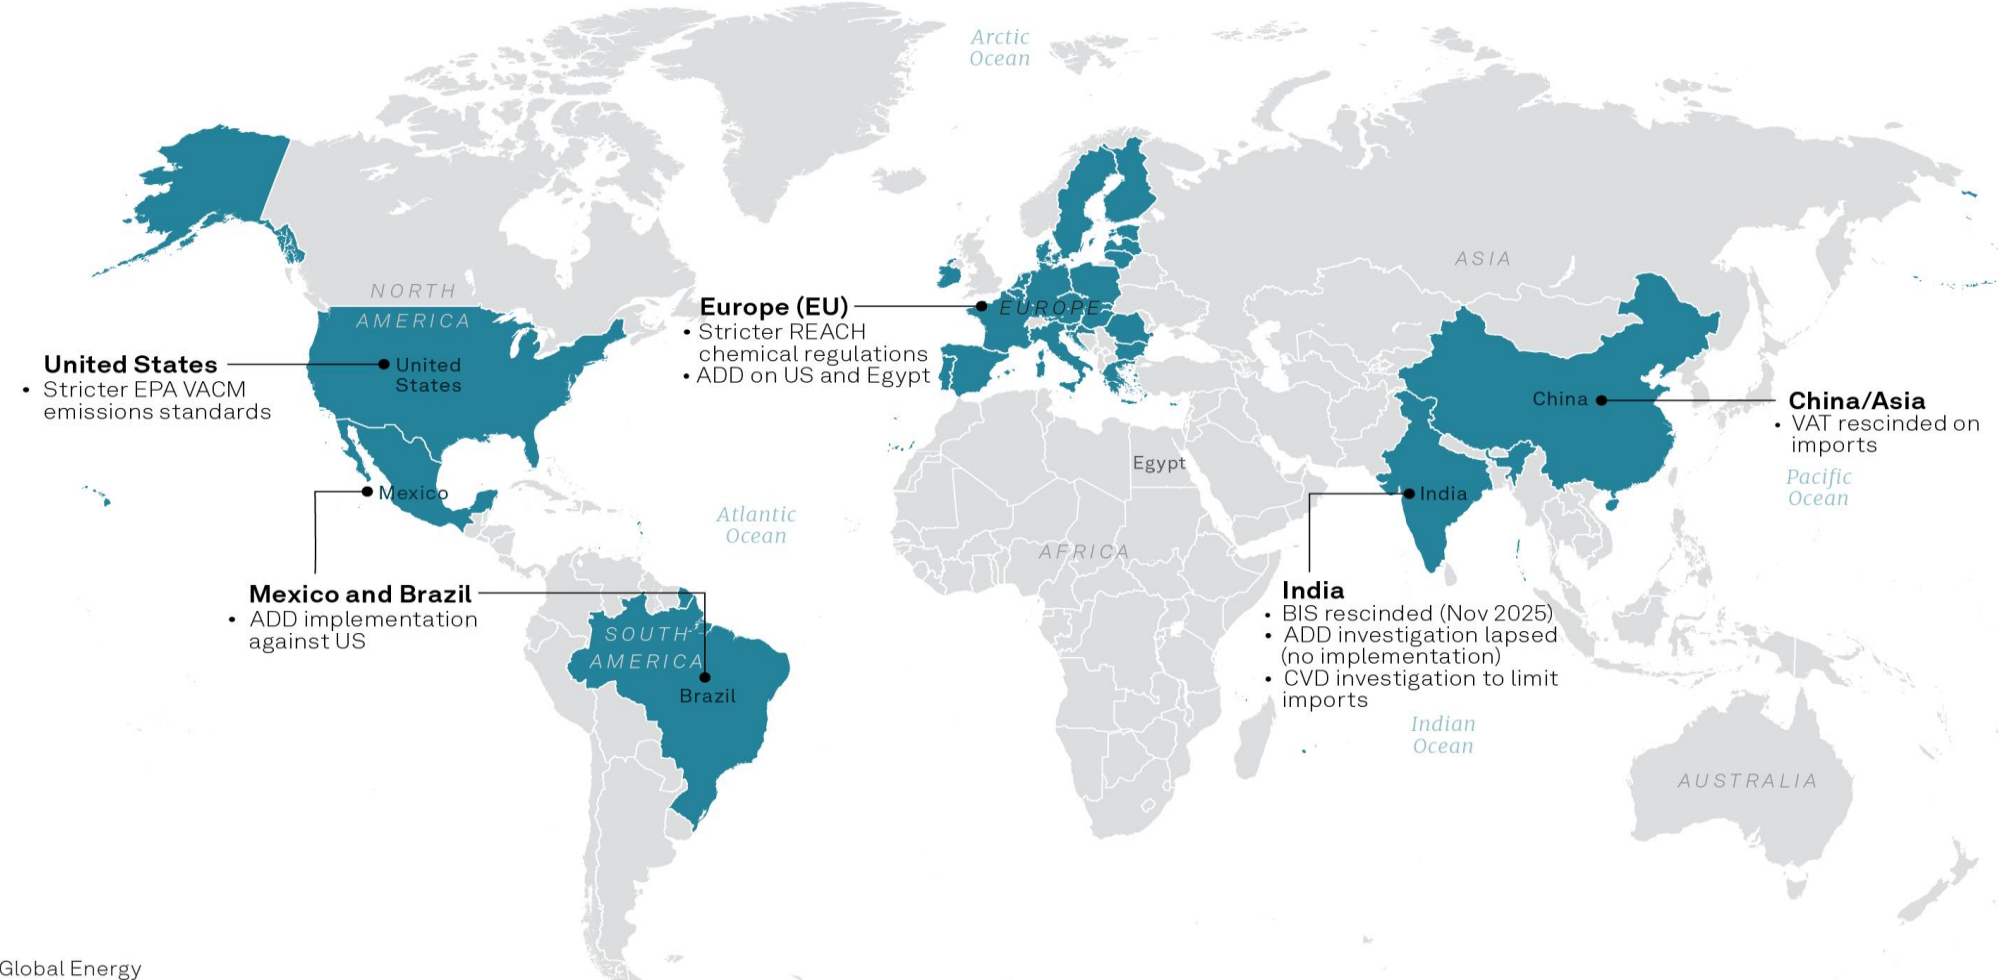 Arctic
Ocean
ASIA
NORTH
AMERICA
Europe (EU)
• Stricter REACH
chemical regulations
• ADD on US and Egypt
EUROPE
United States
• Stricter EPA VACM
emissions standards
United
States
China
China/Asia
• VAT rescinded on
imports
Egypt
Pacific
Ocean
Mexico
India
Atlantic
Ocean
AFRICA
Mexico and Brazil
• ADD implementation
against US
India
• BIS rescinded (Nov 2025)
• ADD investigation lapsed
(no implementation)
• CVD investigation to limit
imports
SOUTH
AMERICA
Brazil
Indian
Ocean
AUSTRALIA
Global Energy